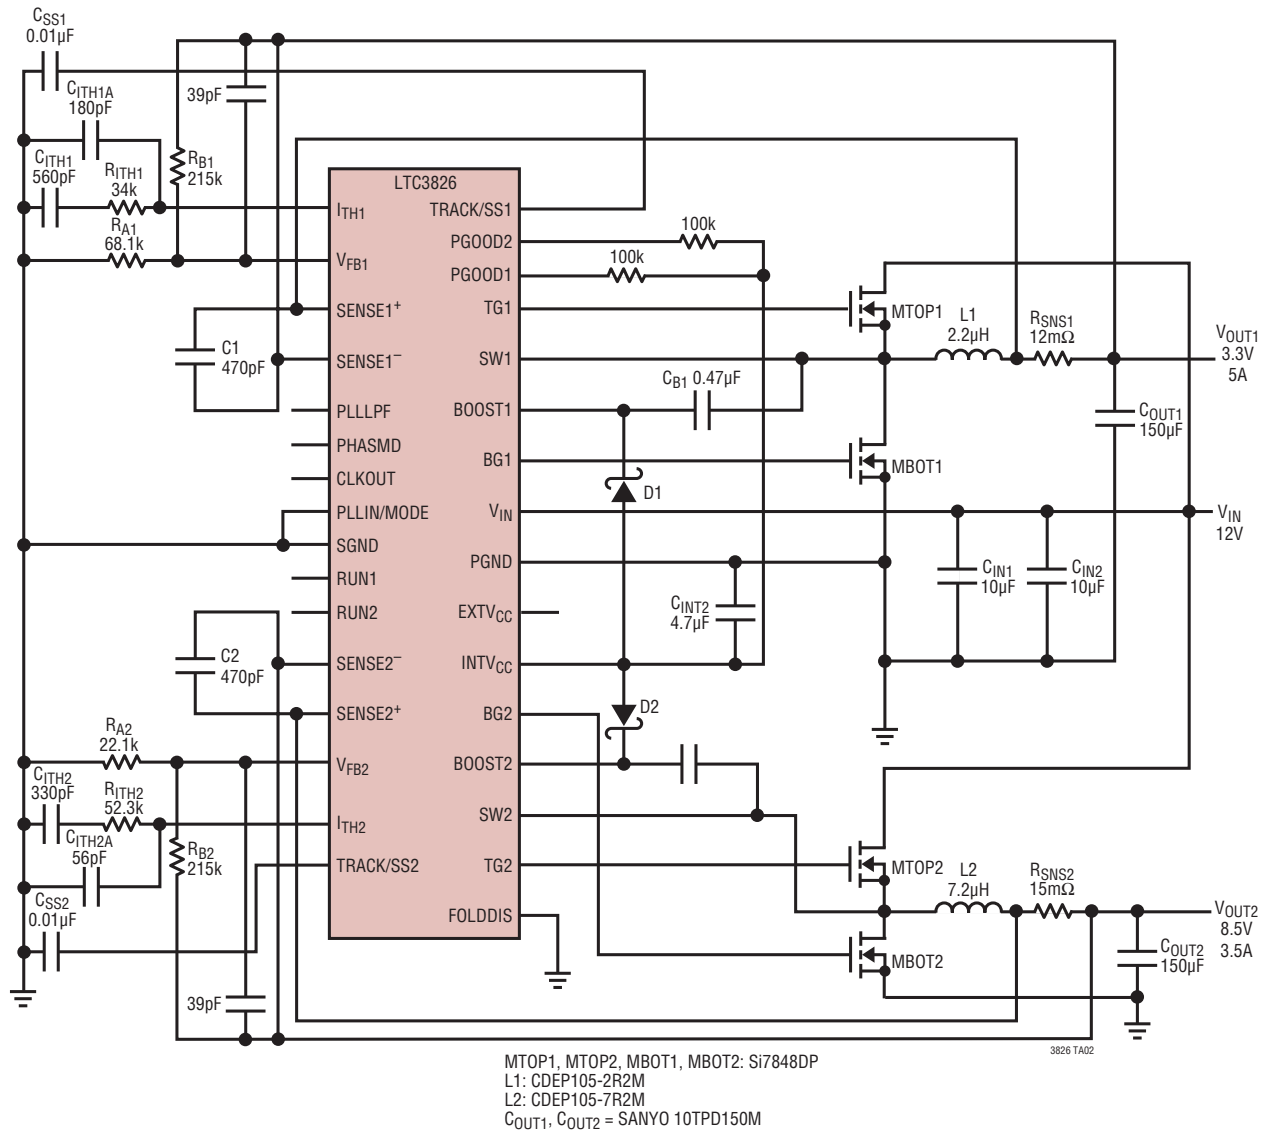 CSS1
0.01µF
CITH1A
180pF
39pF
CITH1
560pF
RITH1
34k
RB1
215k
RA1
68.1k
LTC3826
ITH1
VFB1
SENSE1+
SENSE1–
PLLLPF
PHASMD
CLKOUT
PLLIN/MODE
SGND
RUN1
RUN2
SENSE2–
SENSE2+
VFB2
ITH2
TRACK/SS2
TRACK/SS1
PGOOD2
PGOOD1
TG1
SW1
BOOST1
BG1
VIN
PGND
EXTVCC
INTVCC
BG2
BOOST2
SW2
TG2
FOLDDIS
C1
470pF
C2
470pF
RA2
22.1k
CITH2
330pF
RITH2
52.3k
CITH2A
56pF
RB2
215k
CSS2
0.01µF
39pF
100k
100k
MTOP1
L1
2.2µH
RSNS1
12mΩ
VOUT1
3.3V
5A
CB1 0.47µF
COUT1
150µF
MBOT1
D1
VIN
12V
CIN1
10µF
CIN2
10µF
CINT2
4.7µF
D2
MTOP2
L2
7.2µH
RSNS2
15mΩ
VOUT2
8.5V
3.5A
MBOT2
COUT2
150µF
3826 TA02
MTOP1, MTOP2, MBOT1, MBOT2: Si7848DP
L1: CDEP105-2R2M
L2: CDEP105-7R2M
COUT1, COUT2 = SANYO 10TPD150M